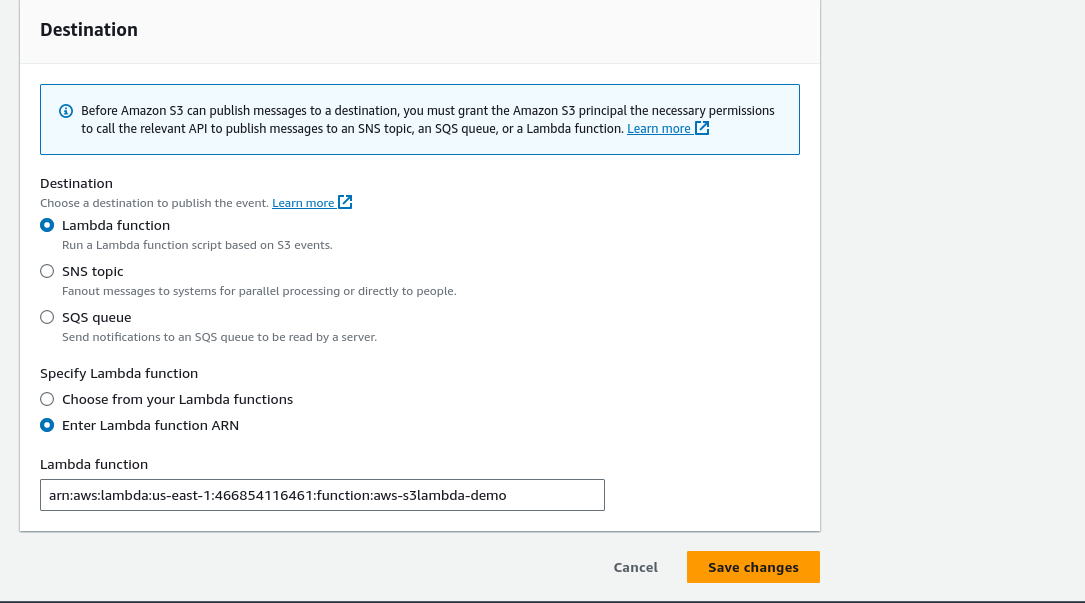 Destination
Before Amazon S3 can publish messages to a destination, you must grant the Amazon S3 principal the necessary permissions
to call the relevant API to publish messages to an SNS topic, an SQS queue, or a Lambda function. Learn more
Destination
Choose a destination to publish the event. Learn more
Lambda function
Run a Lambda function script based on S3 events.
SNS topic
Fanout messages to systems for parallel processing or directly to people.
SQS queue
Send notifications to an SQS queue to be read by a server.
Specify Lambda function
Choose from your Lambda functions
Enter Lambda function ARN
Lambda function
arn:aws:lambda:us-east-1:466854116461:function:aws-s3lambda-demo
Cancel
Save changes